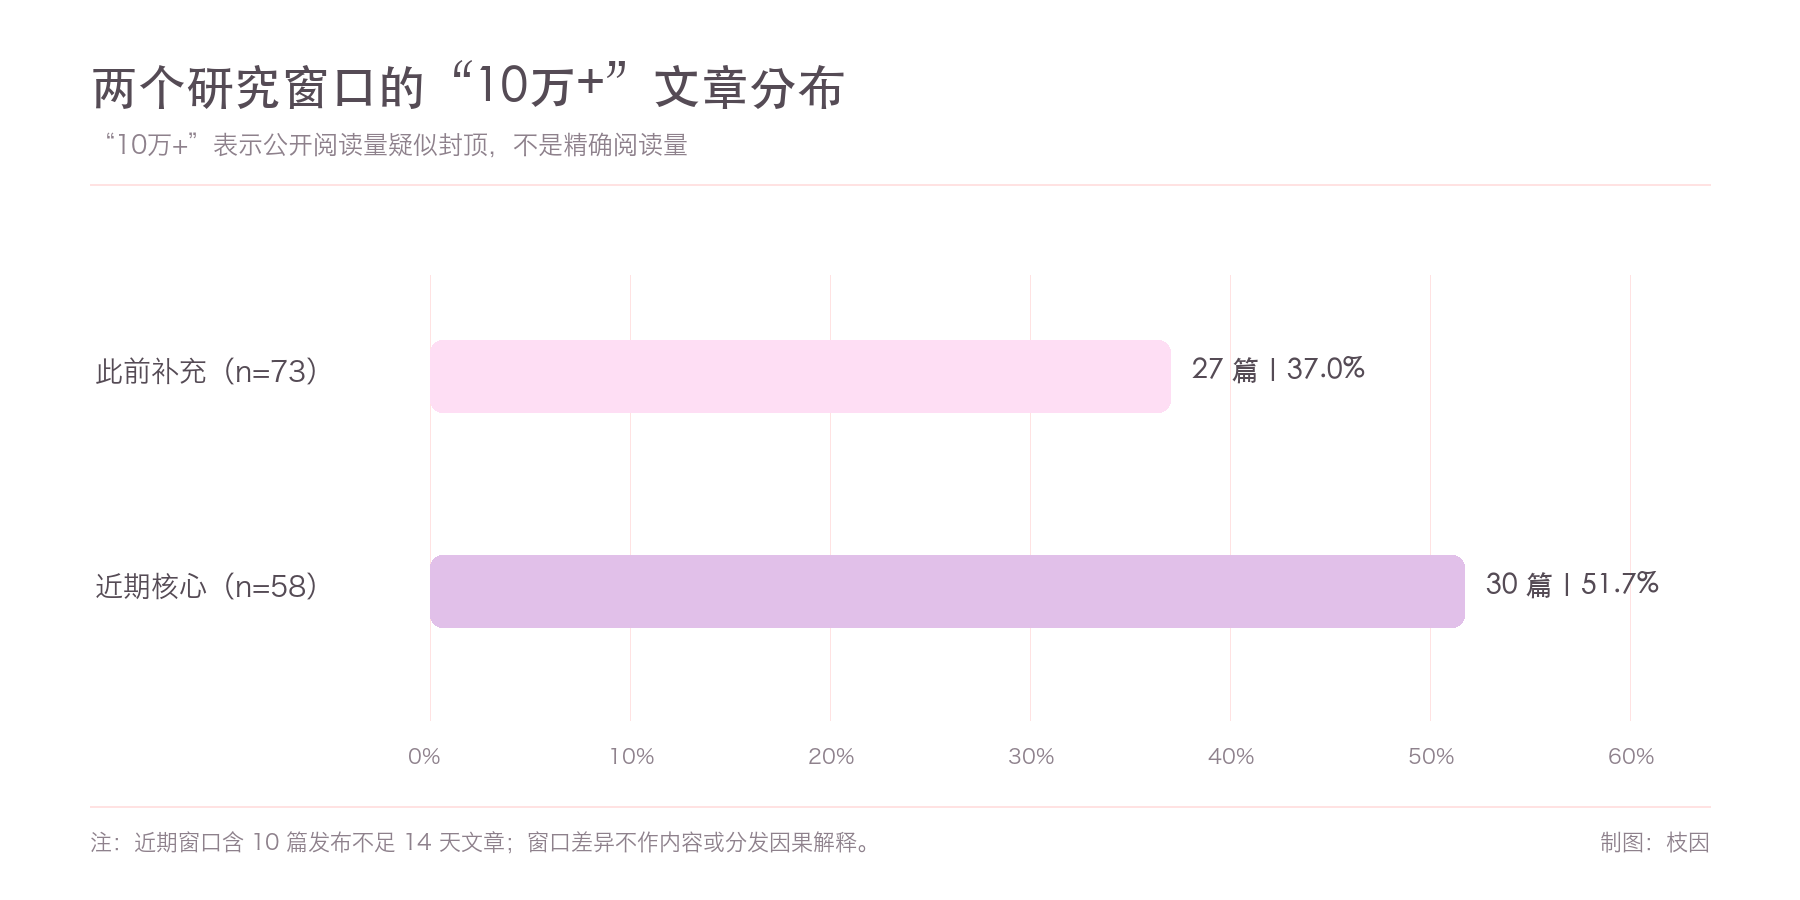 两个研究窗口的“10万+”文章分布
“10万+”表示公开阅读量疑似封顶，不是精确阅读量
此前补充（n=73）
27 篇 | 37.0%
近期核心（n=58）
30 篇 | 51.7%
0% 10% 20% 30% 40% 50% 60%
注：近期窗口含 10 篇发布不足 14 天文章；窗口差异不作内容或分发因果解释。
制图：枝因